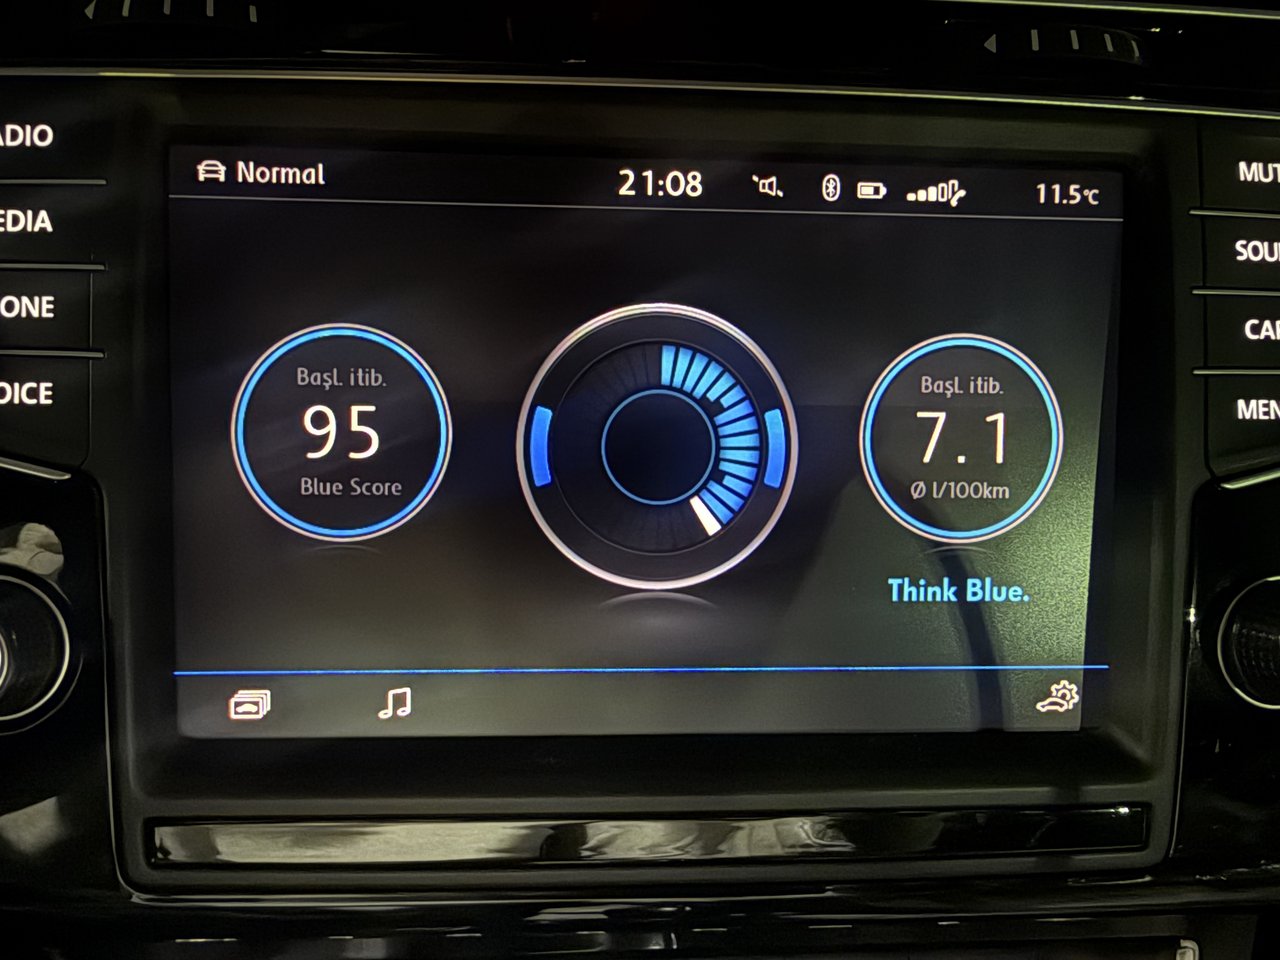 Normal
21:08
11.5°C
Başl. itib.
95
Blue Score
Başl. itib.
7.1
Ø l/100km
Think Blue.
ADIO
EDIA
ONE
OICE
MUT
SOU
CA
MEN